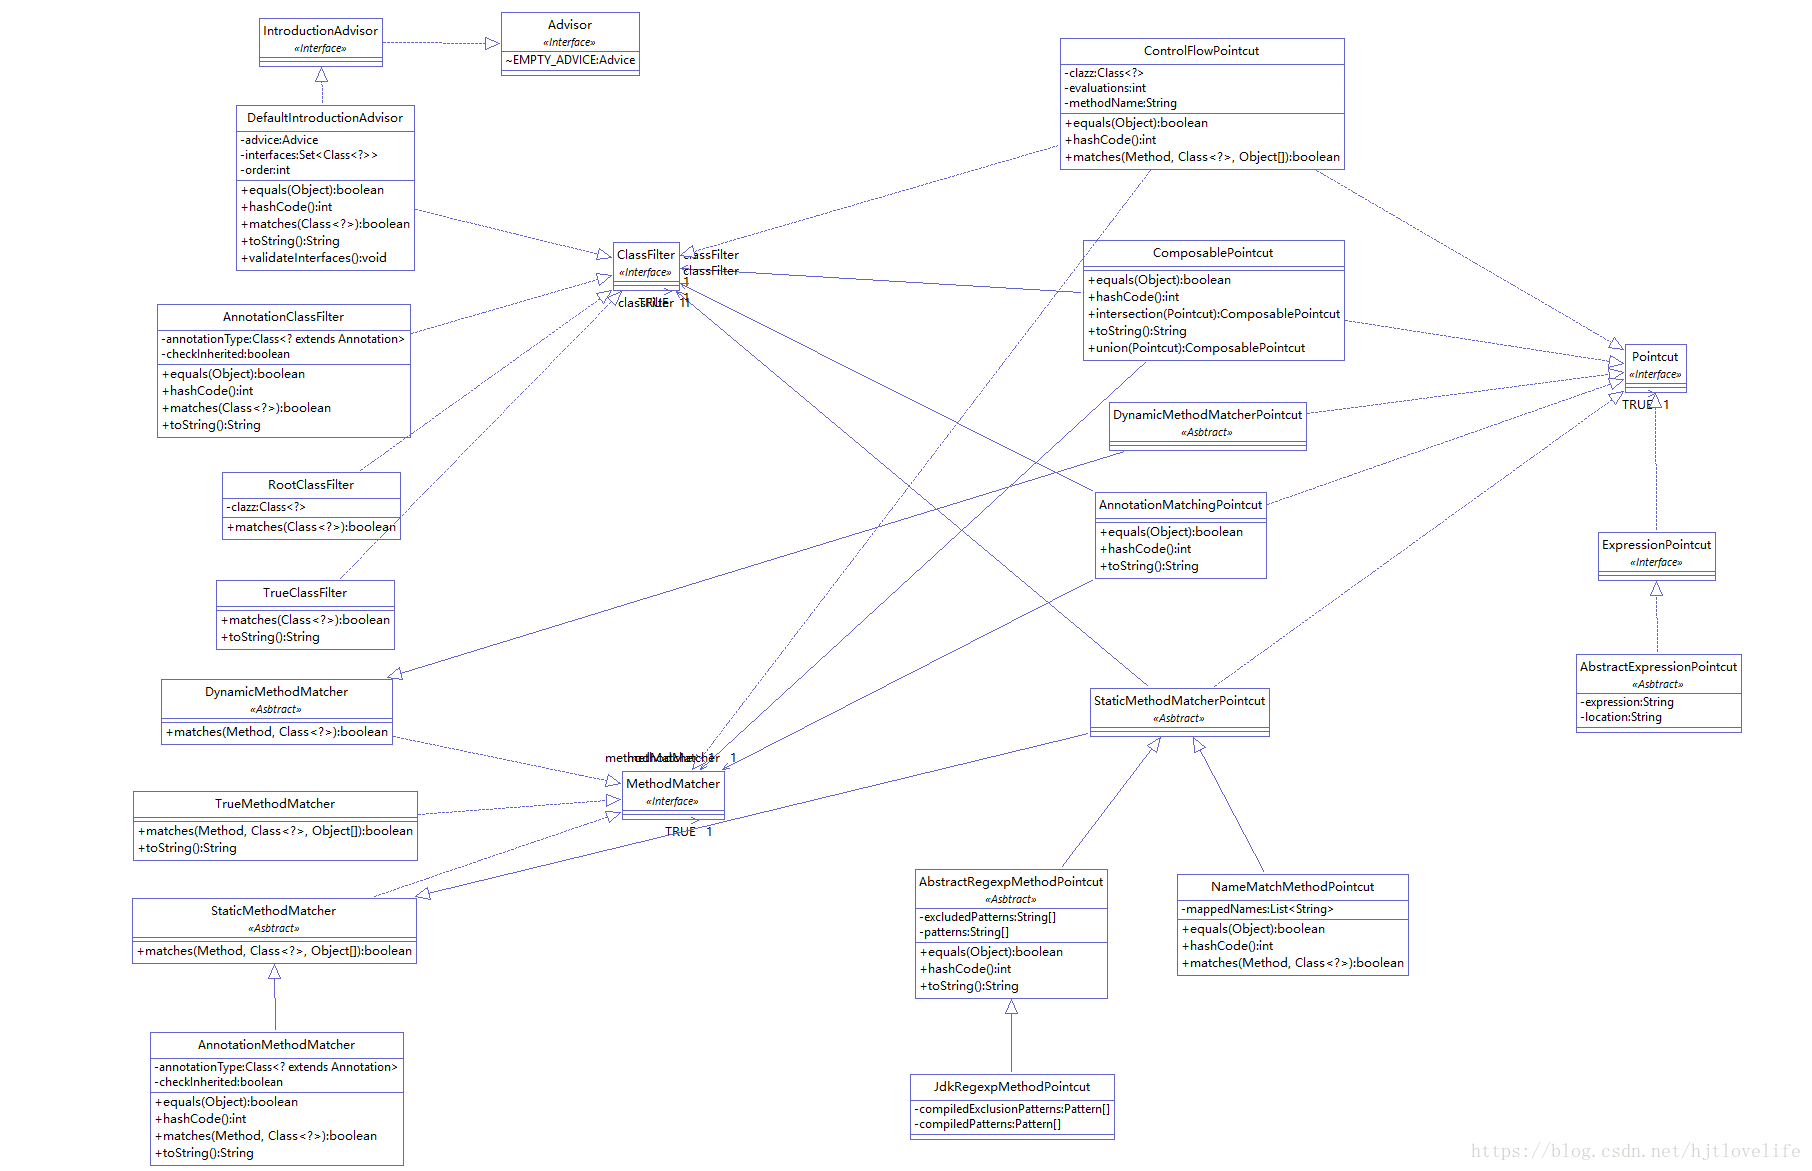 IntroductionAdvisor
«Interface»
Advisor
«Interface»
~EMPTY_ADVICE:Advice
DefaultIntroductionAdvisor
-advice:Advice
-interfaces:Set<Class<?>>
-order:int
+equals(Object):boolean
+hashCode():int
+matches(Class<?>):boolean
+toString():String
+validateInterfaces():void
ControlFlowPointcut
-clazz:Class<?>
-evaluations:int
-methodName:String
+equals(Object):boolean
+hashCode():int
+matches(Method, Class<?>, Object[]):boolean
ClassFilter
«Interface»
classFilter
classFilter
1
1
classFilter
TRUE
1
1
ComposablePointcut
+equals(Object):boolean
+hashCode():int
+intersection(Pointcut):ComposablePointcut
+toString():String
+union(Pointcut):ComposablePointcut
AnnotationClassFilter
-annotationType:Class<? extends Annotation>
-checkInherited:boolean
+equals(Object):boolean
+hashCode():int
+matches(Class<?>):boolean
+toString():String
Pointcut
«Interface»
TRUE 1
DynamicMethodMatcherPointcut
«Asbtract»
RootClassFilter
-clazz:Class<?>
+matches(Class<?>):boolean
AnnotationMatchingPointcut
+equals(Object):boolean
+hashCode():int
+toString():String
ExpressionPointcut
«Interface»
TrueClassFilter
+matches(Class<?>):boolean
+toString():String
AbstractExpressionPointcut
«Asbtract»
-expression:String
-location:String
DynamicMethodMatcher
«Asbtract»
+matches(Method, Class<?>):boolean
StaticMethodMatcherPointcut
«Asbtract»
methodMatcher
methodMatcher
1
1
MethodMatcher
«Interface»
TRUE 1
TrueMethodMatcher
+matches(Method, Class<?>, Object[]):boolean
+toString():String
StaticMethodMatcher
«Asbtract»
+matches(Method, Class<?>, Object[]):boolean
AbstractRegexpMethodPointcut
«Asbtract»
-excludedPatterns:String[]
-patterns:String[]
+equals(Object):boolean
+hashCode():int
+toString():String
NameMatchMethodPointcut
-mappedNames:List<String>
+equals(Object):boolean
+hashCode():int
+matches(Method, Class<?>):boolean
AnnotationMethodMatcher
-annotationType:Class<? extends Annotation>
-checkInherited:boolean
+equals(Object):boolean
+hashCode():int
+matches(Method, Class<?>):boolean
+toString():String
JdkRegexpMethodPointcut
-compiledExclusionPatterns:Pattern[]
-compiledPatterns:Pattern[]
https://blog.csdn.net/hjtlovelife